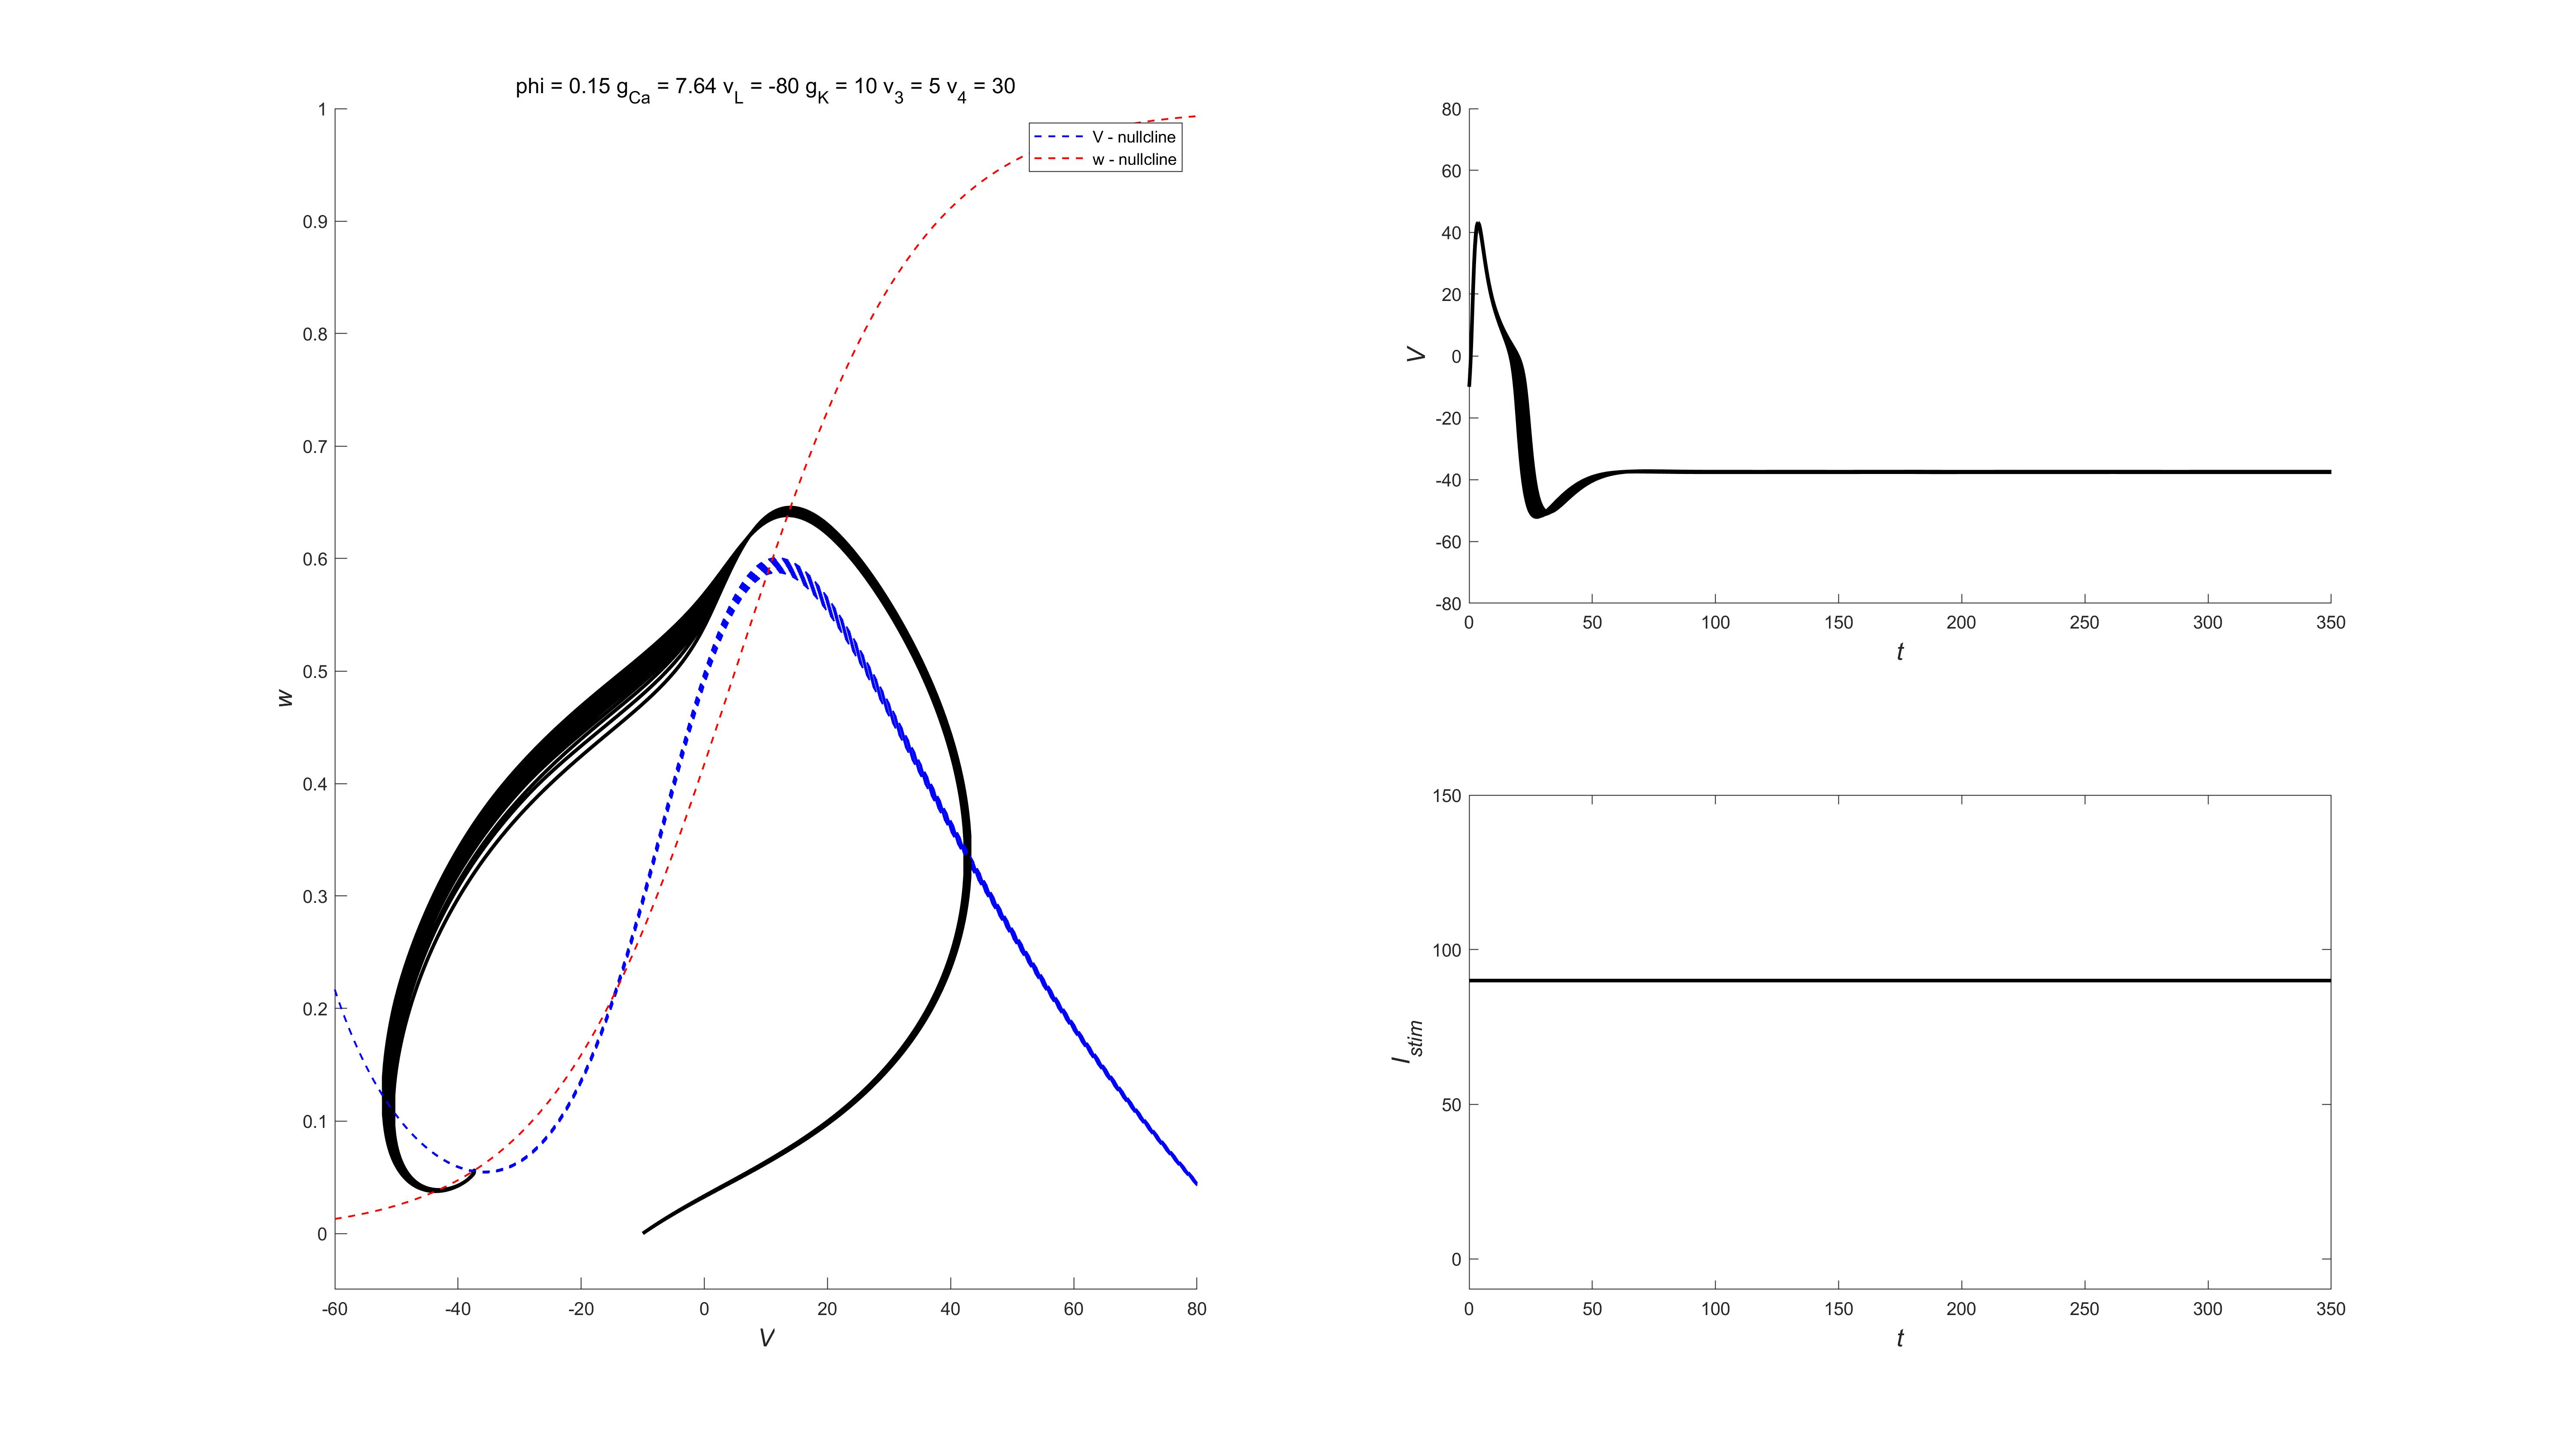 phi = 0.15 g_Ca = 7.64 v_L = -80 g_K = 10 v_3 = 5 v_4 = 30
V - nullcline
w - nullcline
1
0.9
0.8
0.7
0.6
0.5
0.4
0.3
0.2
0.1
0
w
-60 -40 -20 0 20 40 60 80
V
80
60
40
20
0
-20
-40
-60
-80
V
0 50 100 150 200 250 300 350
t
150
100
50
0
I_stim
0 50 100 150 200 250 300 350
t